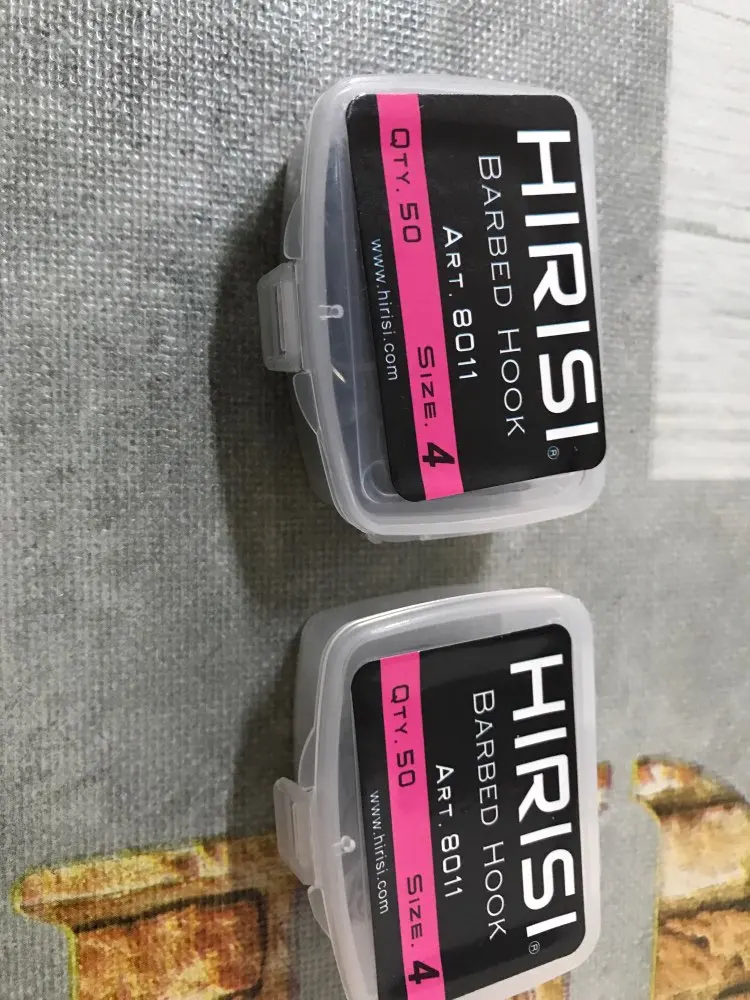 HIRISI®
BARBED HOOK
ART. 8011
QTY. 50 SIZE. 4
www.hirisi.com
HIRISI®
BARBED HOOK
ART. 8011
QTY. 50 SIZE. 4
www.hirisi.com